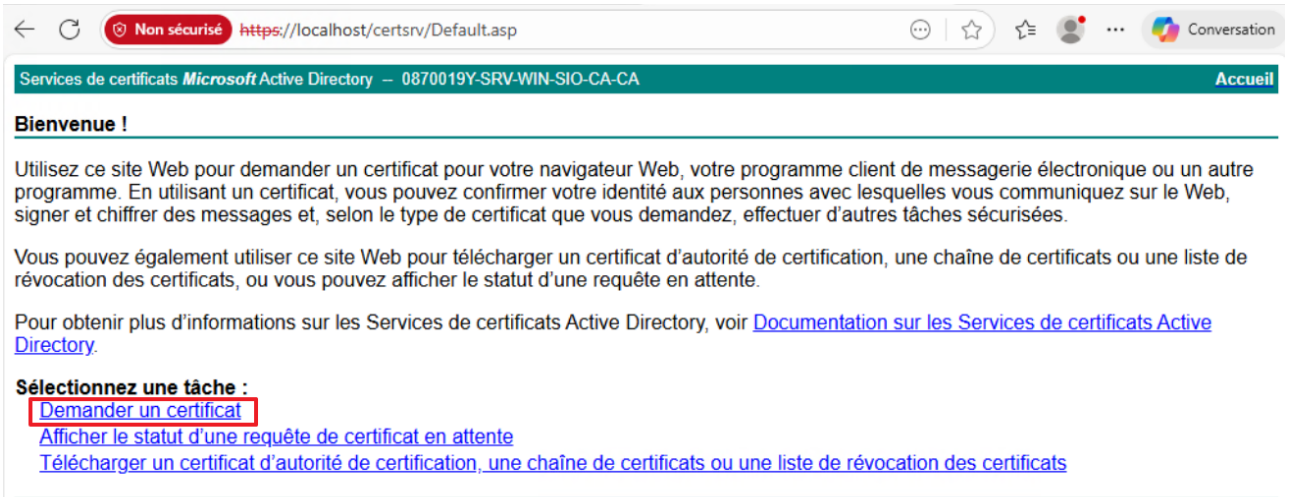 Non sécurisé https://localhost/certsrv/Default.asp Conversation
Services de certificats Microsoft Active Directory -- 0870019Y-SRV-WIN-SIO-CA-CA Accueil
Bienvenue !
Utilisez ce site Web pour demander un certificat pour votre navigateur Web, votre programme client de messagerie électronique ou un autre
programme. En utilisant un certificat, vous pouvez confirmer votre identité aux personnes avec lesquelles vous communiquez sur le Web,
signer et chiffrer des messages et, selon le type de certificat que vous demandez, effectuer d’autres tâches sécurisées.
Vous pouvez également utiliser ce site Web pour télécharger un certificat d’autorité de certification, une chaîne de certificats ou une liste de
révocation des certificats, ou vous pouvez afficher le statut d’une requête en attente.
Pour obtenir plus d’informations sur les Services de certificats Active Directory, voir Documentation sur les Services de certificats Active
Directory.
Sélectionnez une tâche :
Demander un certificat
Afficher le statut d’une requête de certificat en attente
Télécharger un certificat d’autorité de certification, une chaîne de certificats ou une liste de révocation des certificats